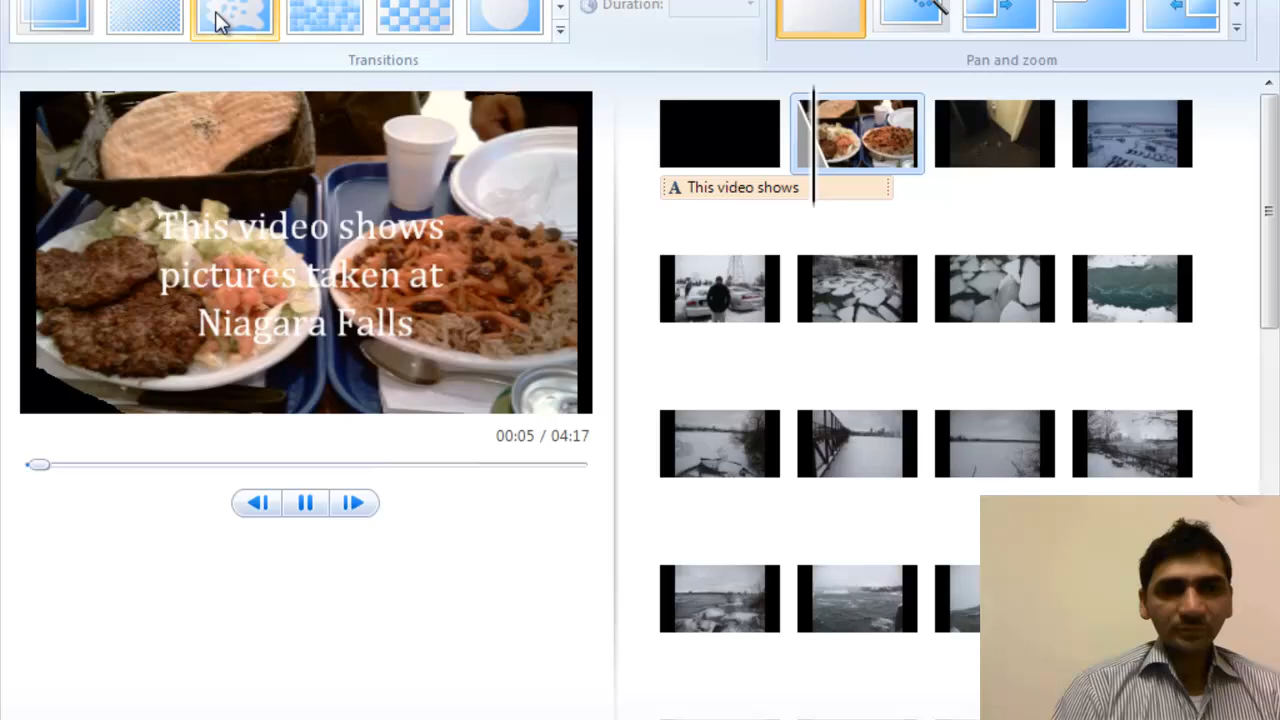 Duration:
Transitions
Pan and zoom
This video shows
pictures taken at
Niagara Falls
A This video shows
00:05 / 04:17